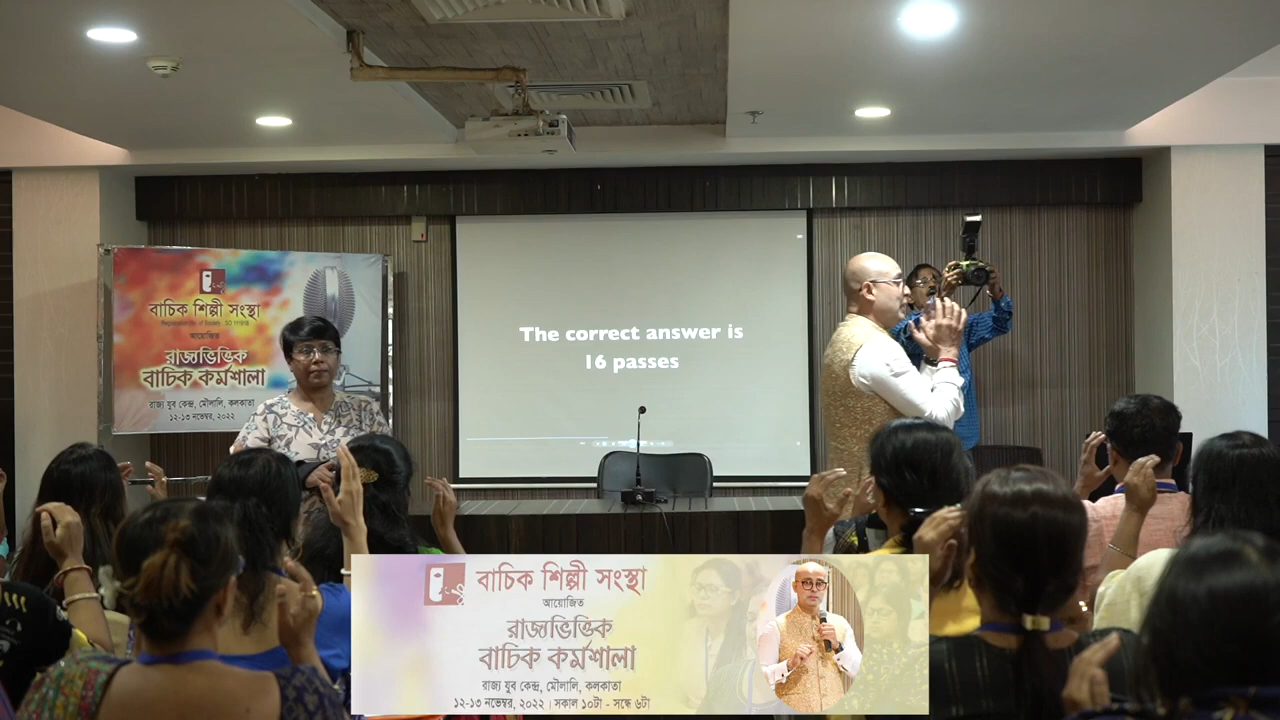 বাচিক শিল্পী সংস্থা
আয়োজিত
রাজ্যভিত্তিক
বাচিক কর্মশালা
রাজ্য যুব কেন্দ্র, মৌলালি, কলকাতা
১২-১৩ নভেম্বর, ২০২২
The correct answer is
16 passes
বাচিক শিল্পী সংস্থা
আয়োজিত
রাজ্যভিত্তিক
বাচিক কর্মশালা
রাজ্য যুব কেন্দ্র, মৌলালি, কলকাতা
১২-১৩ নভেম্বর, ২০২২ | সকাল ১০টা - সন্ধে ৬টা